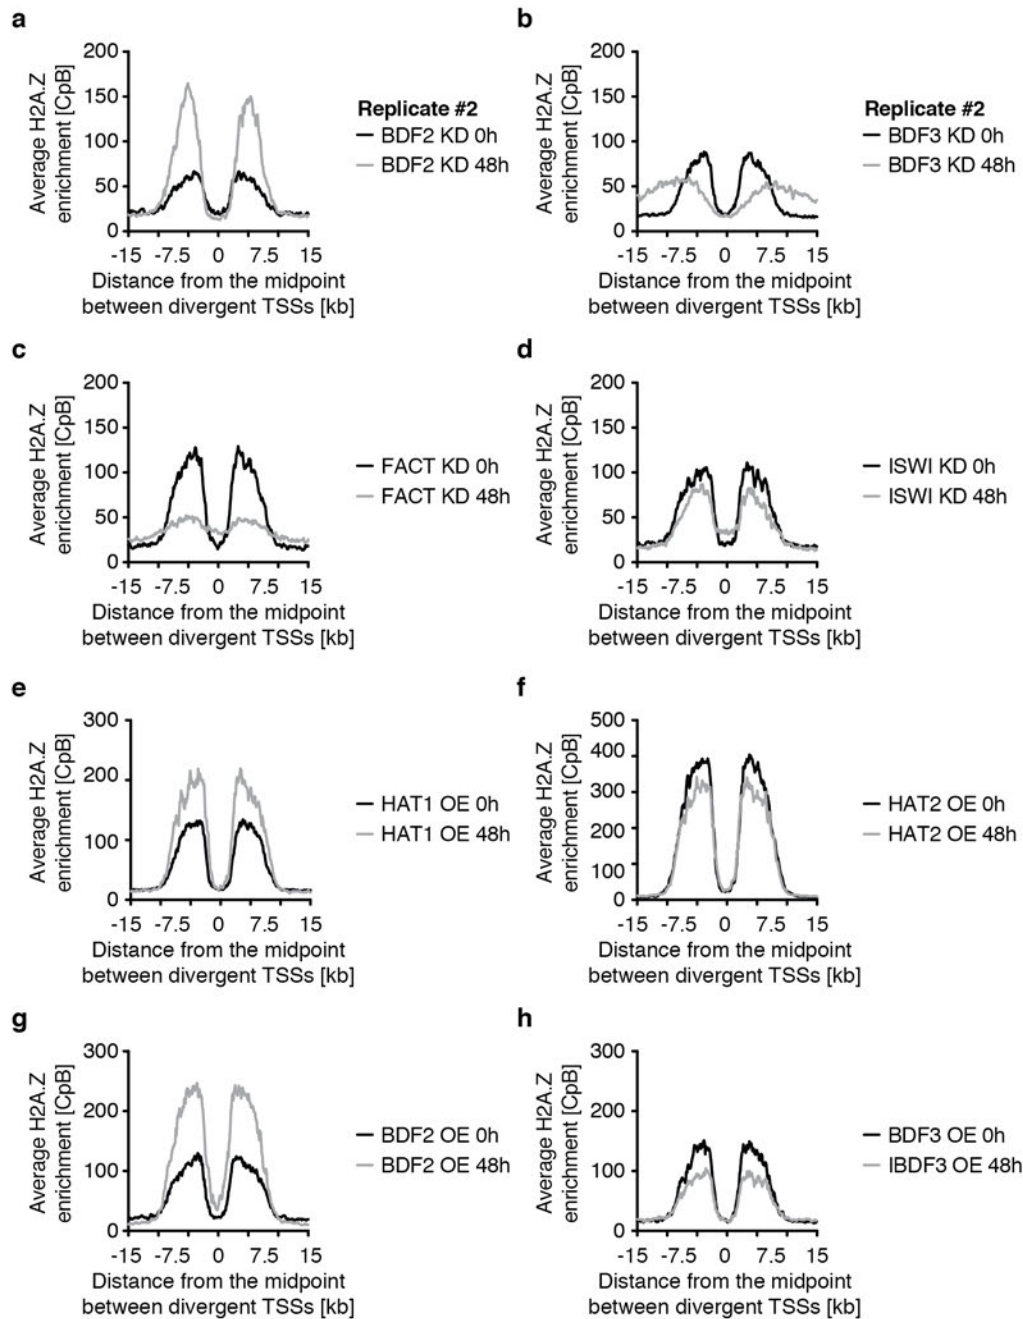 a
200
150
100
50
0
-15 -7.5 0 7.5 15
Average H2A.Z
enrichment [CpB]
Distance from the midpoint
between divergent TSSs [kb]
Replicate #2
BDF2 KD 0h
BDF2 KD 48h
b
200
150
100
50
0
-15 -7.5 0 7.5 15
Average H2A.Z
enrichment [CpB]
Distance from the midpoint
between divergent TSSs [kb]
Replicate #2
BDF3 KD 0h
BDF3 KD 48h
c
200
150
100
50
0
-15 -7.5 0 7.5 15
Average H2A.Z
enrichment [CpB]
Distance from the midpoint
between divergent TSSs [kb]
FACT KD 0h
FACT KD 48h
d
200
150
100
50
0
-15 -7.5 0 7.5 15
Average H2A.Z
enrichment [CpB]
Distance from the midpoint
between divergent TSSs [kb]
ISWI KD 0h
ISWI KD 48h
e
300
200
100
0
-15 -7.5 0 7.5 15
Average H2A.Z
enrichment [CpB]
Distance from the midpoint
between divergent TSSs [kb]
HAT1 OE 0h
HAT1 OE 48h
f
500
400
300
200
100
0
-15 -7.5 0 7.5 15
Average H2A.Z
enrichment [CpB]
Distance from the midpoint
between divergent TSSs [kb]
HAT2 OE 0h
HAT2 OE 48h
g
300
200
100
0
-15 -7.5 0 7.5 15
Average H2A.Z
enrichment [CpB]
Distance from the midpoint
between divergent TSSs [kb]
BDF2 OE 0h
BDF2 OE 48h
h
300
200
100
0
-15 -7.5 0 7.5 15
Average H2A.Z
enrichment [CpB]
Distance from the midpoint
between divergent TSSs [kb]
BDF3 OE 0h
IBDF3 OE 48h